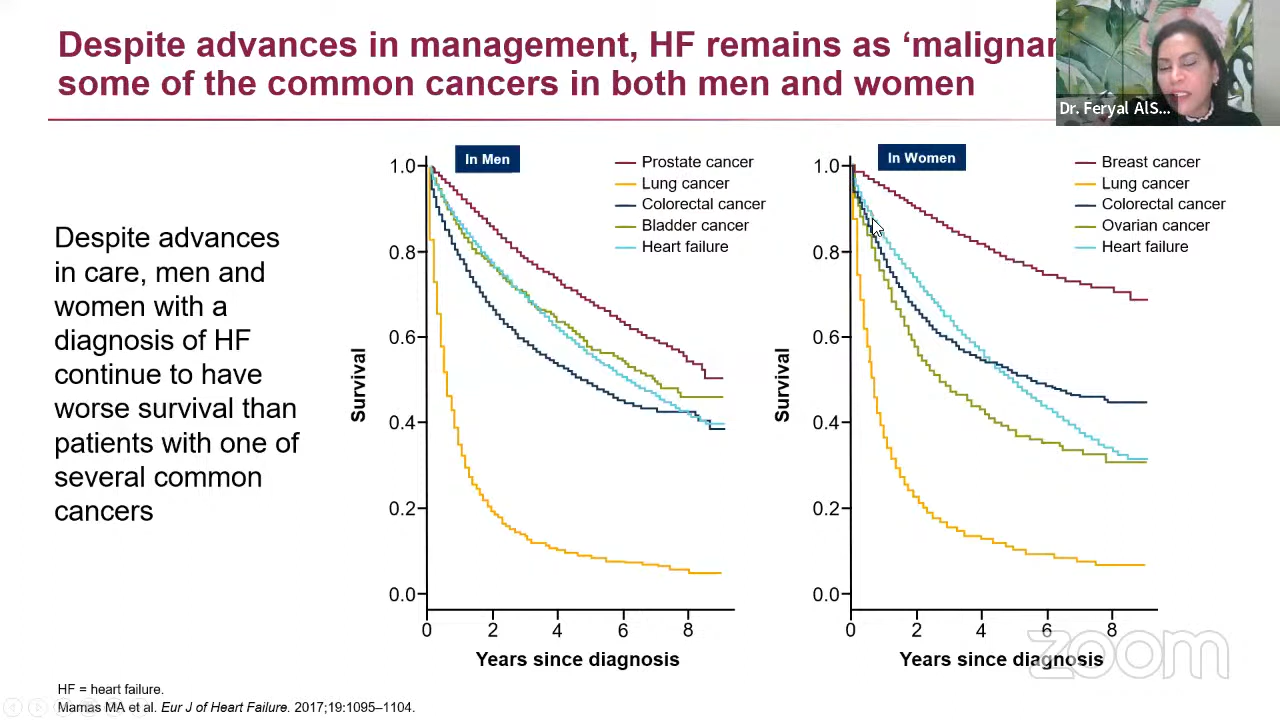 Despite advances in management, HF remains as ‘malignan
some of the common cancers in both men and women
Dr. Feryal AlS...
Despite advances
in care, men and
women with a
diagnosis of HF
continue to have
worse survival than
patients with one of
several common
cancers
In Men
Prostate cancer
Lung cancer
Colorectal cancer
Bladder cancer
Heart failure
Survival
1.0
0.8
0.6
0.4
0.2
0.0
0 2 4 6 8
Years since diagnosis
In Women
Breast cancer
Lung cancer
Colorectal cancer
Ovarian cancer
Heart failure
Survival
1.0
0.8
0.6
0.4
0.2
0.0
0 2 4 6 8
Years since diagnosis
zoom
HF = heart failure.
Mamas MA et al. Eur J of Heart Failure. 2017;19:1095–1104.